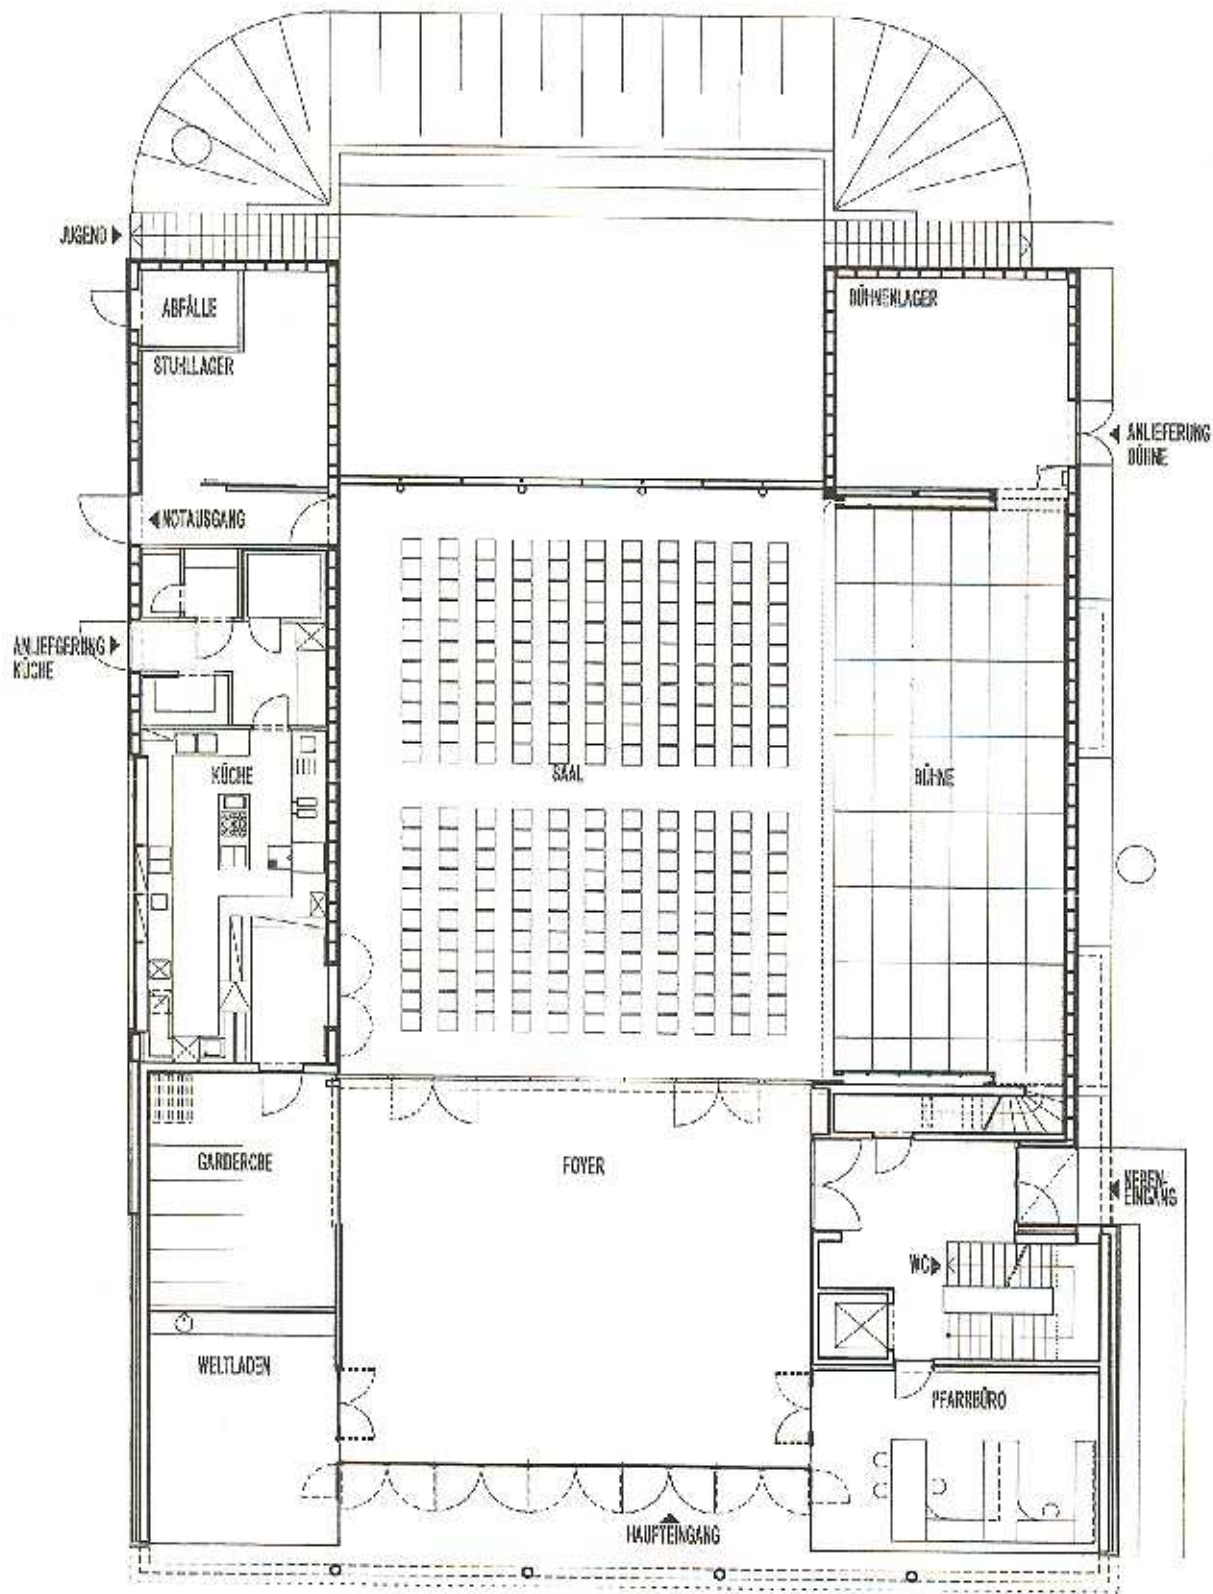 JUGEND
ABFÄLLE
STUHLLAGER
BÜHNENLAGER
ANLIEFERUNG
BÜHNE
NOTAUSGANG
ANLIEFGERUNG
KÜCHE
KÜCHE
SAAL
BÜHNE
GARDEROBE
FOYER
NEBEN-
EINGANG
WC
WELTLADEN
PFARRBÜRO
HAUPTEINGANG